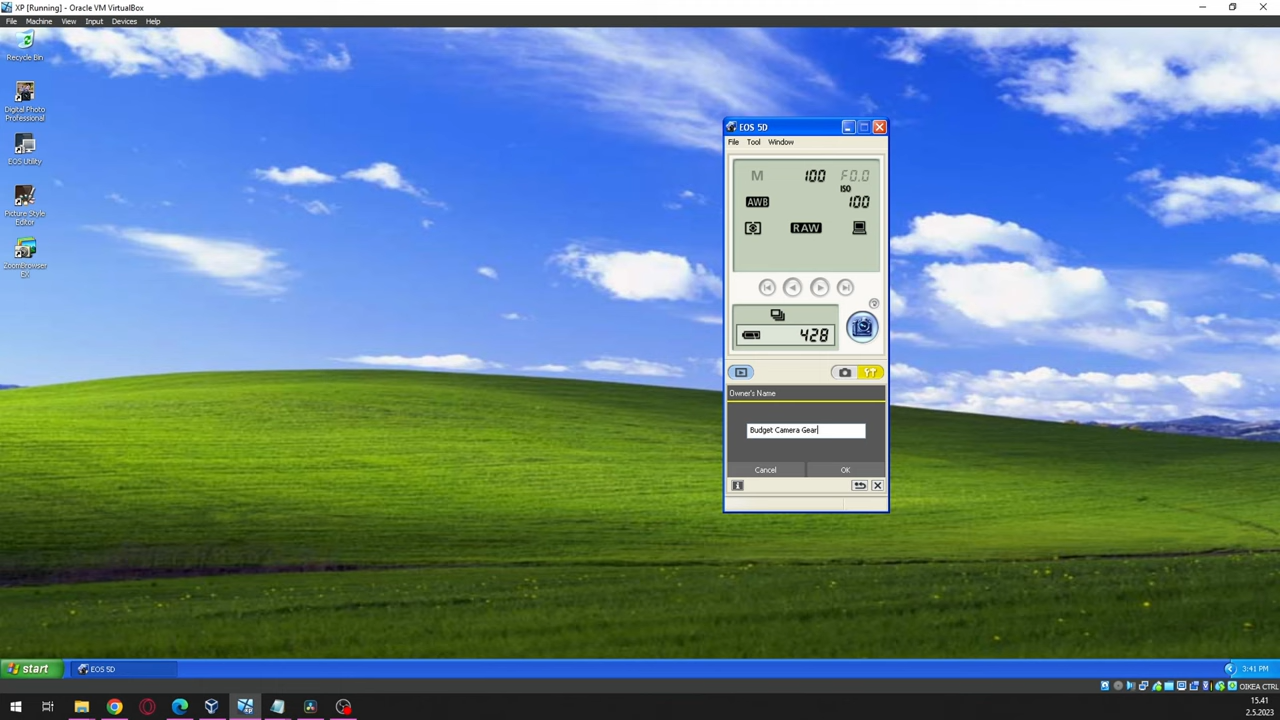 XP [Running] - Oracle VM VirtualBox
File Machine View Input Devices Help
Recycle Bin
Digital Photo
Professional
EOS Utility
Picture Style
Editor
ZoomBrowser
EX
EOS 5D
File Tool Window
M 100 F0.0
ISO
AWB 100
RAW
428
Owner's Name
Budget Camera Gear
Cancel OK
start EOS 5D 3:41 PM
OIKEA CTRL
15.41
2.5.2023